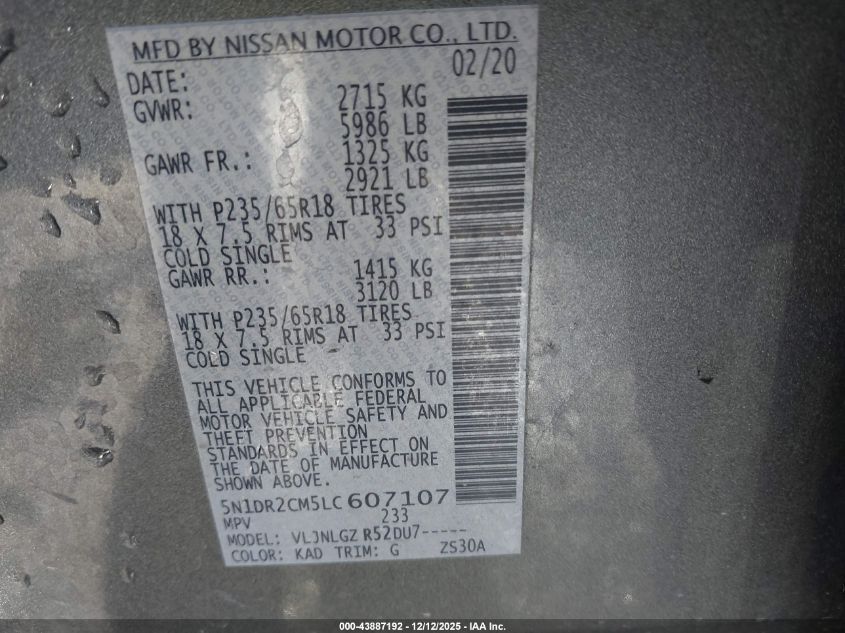 MFD BY NISSAN MOTOR CO., LTD.
DATE: 02/20
GVWR: 2715 KG
5986 LB
GAWR FR.: 1325 KG
2921 LB
WITH P235/65R18 TIRES
18 X 7.5 RIMS AT 33 PSI
COLD SINGLE
GAWR RR.: 1415 KG
3120 LB
WITH P235/65R18 TIRES
18 X 7.5 RIMS AT 33 PSI
COLD SINGLE
THIS VEHICLE CONFORMS TO
ALL APPLICABLE FEDERAL
MOTOR VEHICLE SAFETY AND
THEFT PREVENTION
STANDARDS IN EFFECT ON
THE DATE OF MANUFACTURE
SHOWN ABOVE.
5N1DR2CM5LC607107
MPV 233
MODEL: VLJNLGZ R52DU7-----
COLOR: KAD TRIM: G ZS30A
000-43887192 - 12/12/2025 - IAA Inc.